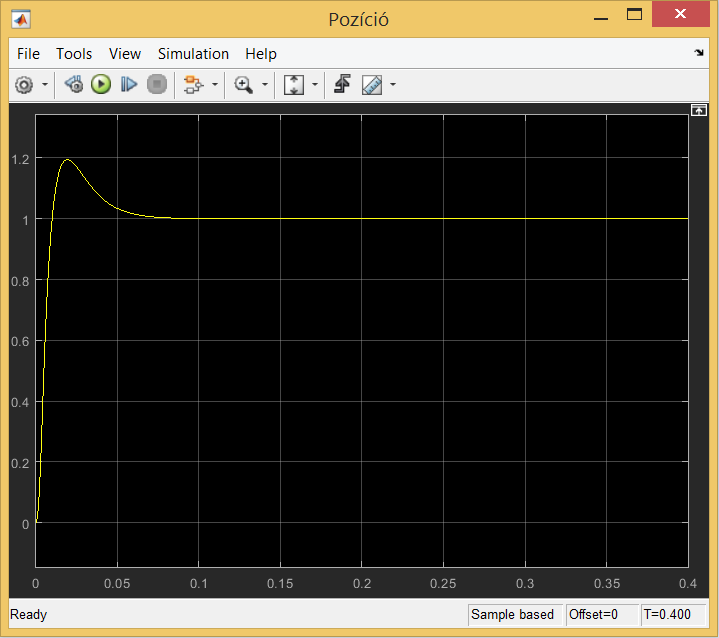 Pozíció
File Tools View Simulation Help
1.2
1
0.8
0.6
0.4
0.2
0
0 0.05 0.1 0.15 0.2 0.25 0.3 0.35 0.4
Ready Sample based Offset=0 T=0.400